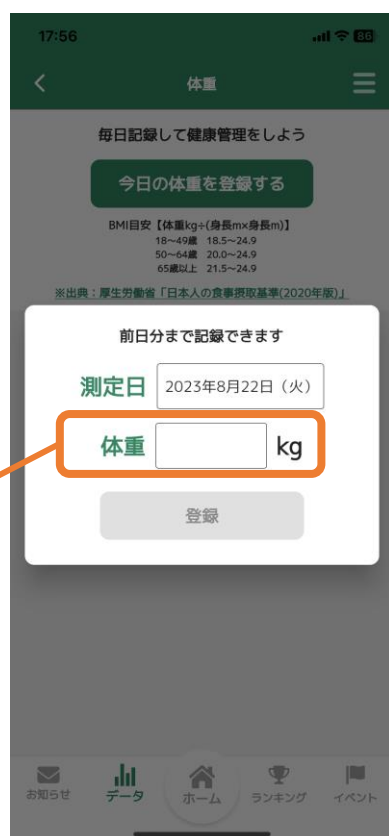 17:56
86
体重
毎日記録して健康管理をしよう
今日の体重を登録する
BMI目安【体重kg÷(身長m×身長m)】
18〜49歳 18.5〜24.9
50〜64歳 20.0〜24.9
65歳以上 21.5〜24.9
※出典：厚生労働省「日本人の食事摂取基準(2020年版)」
前日分まで記録できます
測定日 2023年8月22日（火）
体重 kg
登録
お知らせ データ ホーム ランキング イベント